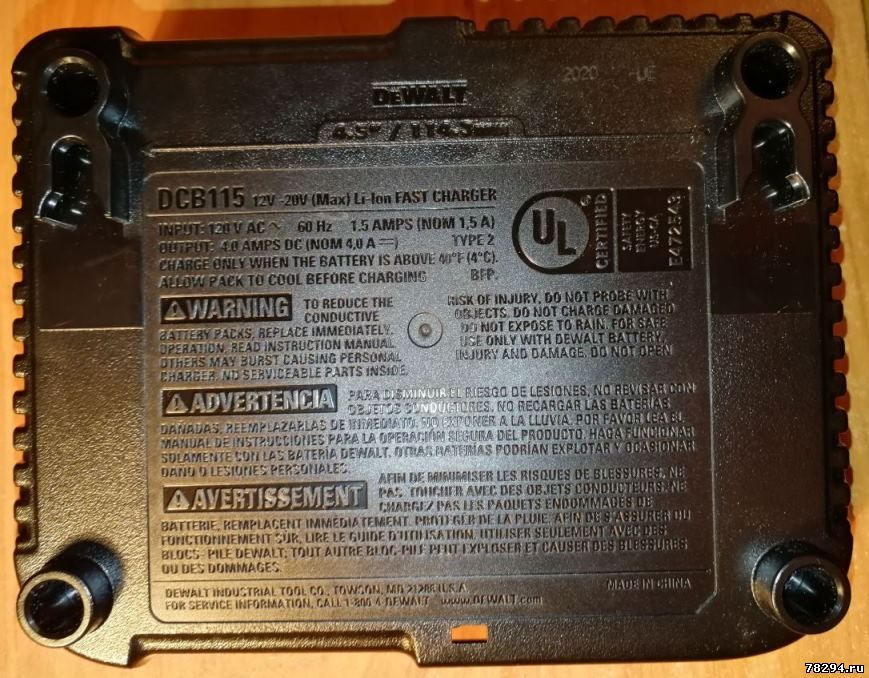 2020 UE
DEWALT
4.5" / 114.3mm
DCB115 12V -20V (Max) Li-Ion FAST CHARGER
INPUT: 120 V AC ∼ 60 Hz 1.5 AMPS (NOM 1,5 A)
OUTPUT: 4.0 AMPS DC (NOM 4,0 A ⎓) TYPE 2
CHARGE ONLY WHEN THE BATTERY IS ABOVE 40°F (4°C).
ALLOW PACK TO COOL BEFORE CHARGING BFP.
UL ®
CERTIFIED
SAFETY
ENERGY
US-CA
E472543
WARNING TO REDUCE THE RISK OF INJURY, DO NOT PROBE WITH
CONDUCTIVE OBJECTS. DO NOT CHARGE DAMAGED
BATTERY PACKS, REPLACE IMMEDIATELY. DO NOT EXPOSE TO RAIN. FOR SAFE
OPERATION, READ INSTRUCTION MANUAL. USE ONLY WITH DEWALT BATTERY.
OTHERS MAY BURST CAUSING PERSONAL INJURY AND DAMAGE. DO NOT OPEN
CHARGER. NO SERVICEABLE PARTS INSIDE.
ADVERTENCIA PARA DISMINUIR EL RIESGO DE LESIONES, NO REVISAR CON
OBJETOS CONDUCTORES. NO RECARGAR LAS BATERÍAS
DAÑADAS, REEMPLAZARLAS DE INMEDIATO. NO EXPONER A LA LLUVIA. POR FAVOR LEA EL
MANUAL DE INSTRUCCIONES PARA LA OPERACIÓN SEGURA DEL PRODUCTO. HAGA FUNCIONAR
SOLAMENTE CON LAS BATERÍA DEWALT. OTRAS BATERÍAS PODRÍAN EXPLOTAR Y OCASIONAR
DAÑO O LESIONES PERSONALES.
AVERTISSEMENT AFIN DE MINIMISER LES RISQUES DE BLESSURES, NE
PAS TOUCHER AVEC DES OBJETS CONDUCTEURS. NE
CHARGEZ PAS LES PAQUETS ENDOMMAGES DE
BATTERIE, REMPLACENT IMMÉDIATEMENT. PROTÉGER DE LA PLUIE. AFIN DE S'ASSURER DU
FONCTIONNEMENT SÛR, LIRE LE GUIDE D'UTILISATION. UTILISER SEULEMENT AVEC DES
BLOCS- PILE DEWALT; TOUT AUTRE BLOC-PILE PEUT EXPLOSER ET CAUSER DES BLESSURES
OU DES DOMMAGES.
DEWALT INDUSTRIAL TOOL CO., TOWSON, MD 21286 U.S.A. MADE IN CHINA
FOR SERVICE INFORMATION, CALL 1-800-4-DEWALT www.DEWALT.com
78294.ru